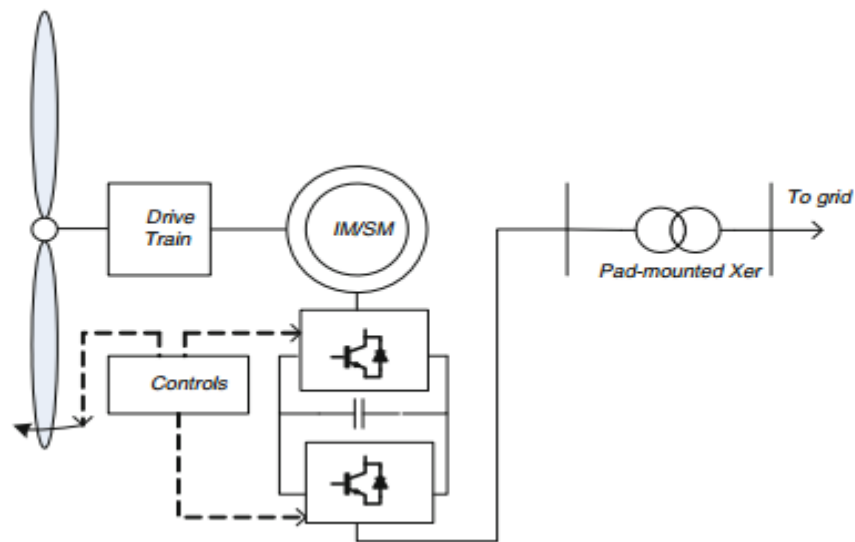 Drive
Train
IM/SM
To grid
Pad-mounted Xer
Controls